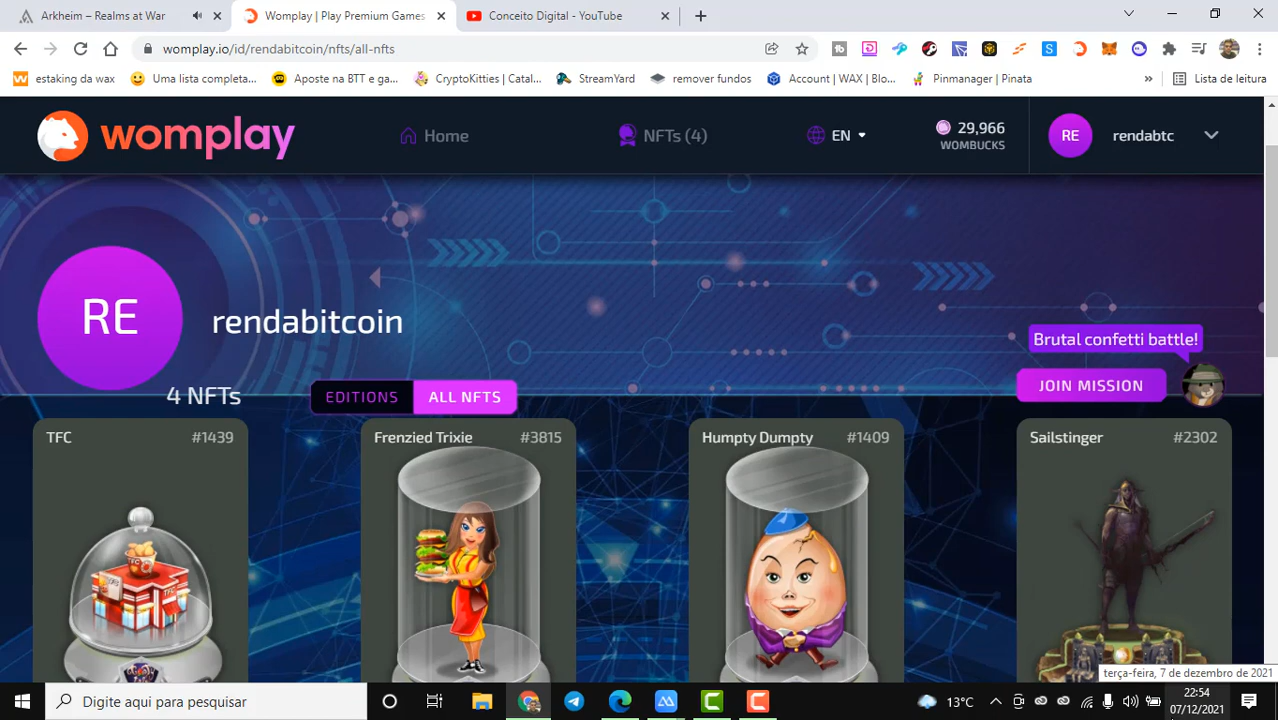 Arkheim – Realms at War
Womplay | Play Premium Games
Conceito Digital - YouTube
womplay.io/id/rendabitcoin/nfts/all-nfts
estaking da wax
Uma lista completa...
Aposte na BTT e ga...
CryptoKitties | Catal...
StreamYard
remover fundos
Account | WAX | Blo...
Pinmanager | Pinata
»
Lista de leitura
womplay
Home
NFTs (4)
EN
29,966
WOMBUCKS
RE
rendabtc
RE
rendabitcoin
Brutal confetti battle!
JOIN MISSION
4 NFTs
EDITIONS
ALL NFTS
TFC
#1439
Frenzied Trixie
#3815
Humpty Dumpty
#1409
Sailstinger
#2302
terça-feira, 7 de dezembro de 2021
Digite aqui para pesquisar
13°C
22:54
07/12/2021